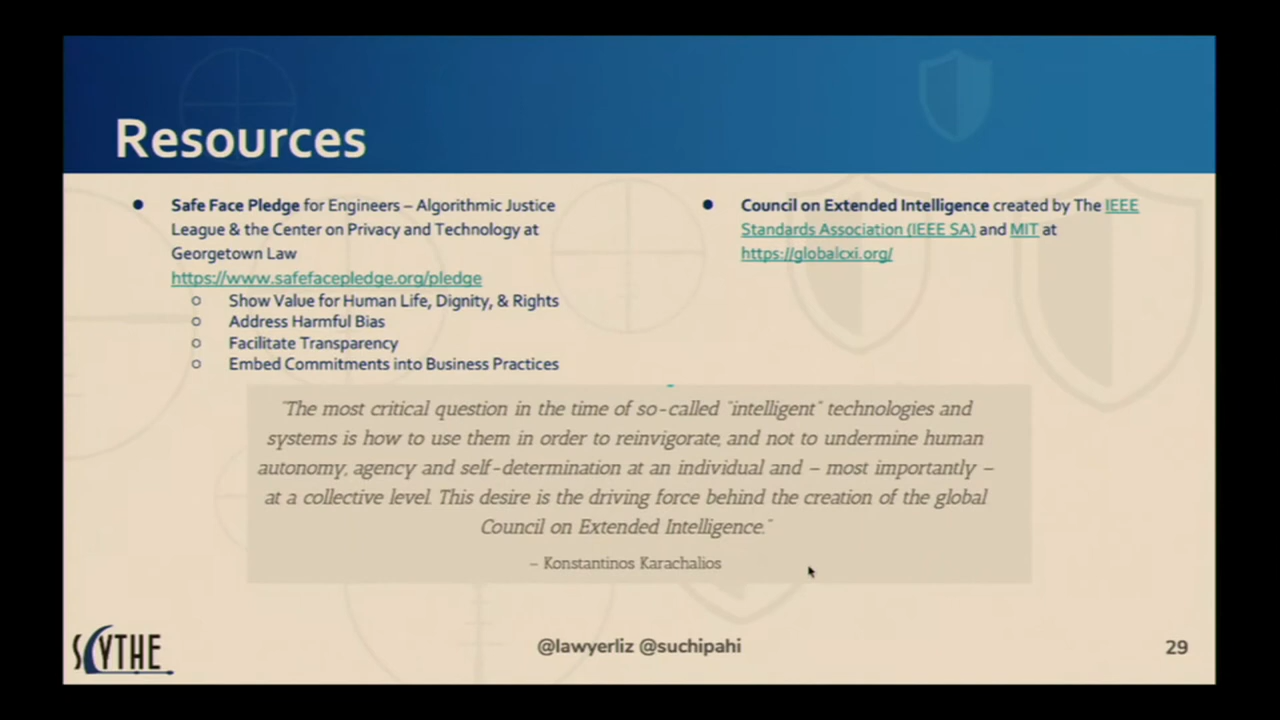 Resources
● Safe Face Pledge for Engineers – Algorithmic Justice
League & the Center on Privacy and Technology at
Georgetown Law
https://www.safefacepledge.org/pledge
○ Show Value for Human Life, Dignity, & Rights
○ Address Harmful Bias
○ Facilitate Transparency
○ Embed Commitments into Business Practices
● Council on Extended Intelligence created by The IEEE
Standards Association (IEEE SA) and MIT at
https://globalcxi.org/
"The most critical question in the time of so-called "intelligent" technologies and
systems is how to use them in order to reinvigorate, and not to undermine human
autonomy, agency and self-determination at an individual and – most importantly –
at a collective level. This desire is the driving force behind the creation of the global
Council on Extended Intelligence."
– Konstantinos Karachalios
SCYTHE
@lawyerliz @suchipahi
29